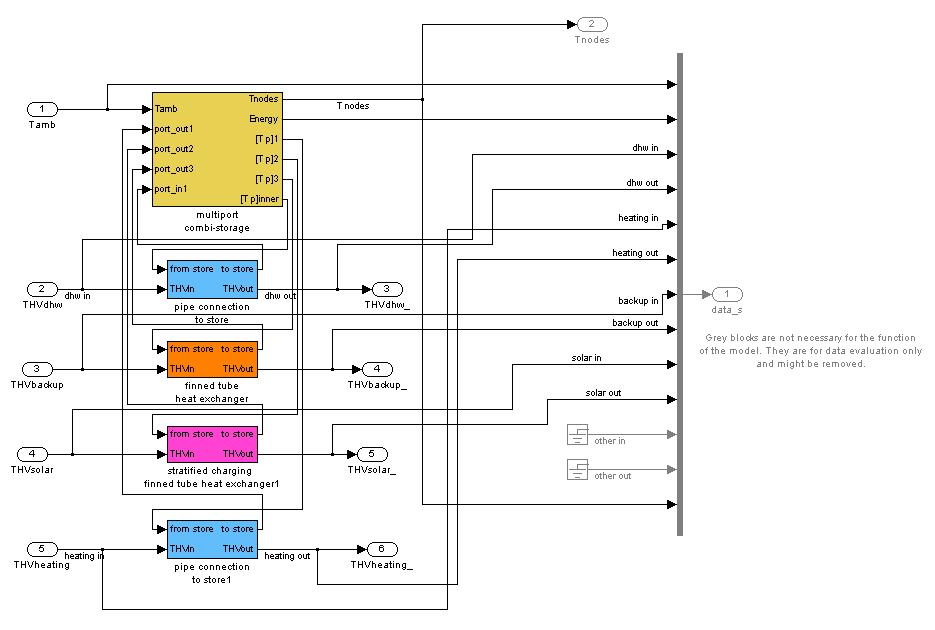 2
Tnodes
1
Tamb
Tamb
port_out1
port_out2
port_out3
port_in1
Tnodes
Energy
[T p]1
[T p]2
[T p]3
[T p]inner
multiport
combi-storage
T nodes
dhw in
dhw out
heating in
heating out
backup in
backup out
solar in
solar out
other in
other out
1
data_s
Grey blocks are not necessary for the function
of the model. They are for data evaluation only
and might be removed.
2
THVdhw
dhw in
from store to store
THVin THVout
pipe connection
to store
dhw out
3
THVdhw_
3
THVbackup
from store to store
THVin THVout
finned tube
heat exchanger
4
THVbackup_
4
THVsolar
from store to store
THVin THVout
stratified charging
finned tube heat exchanger1
5
THVsolar_
5
THVheating
heating in
from store to store
THVin THVout
pipe connection
to store1
heating out
6
THVheating_